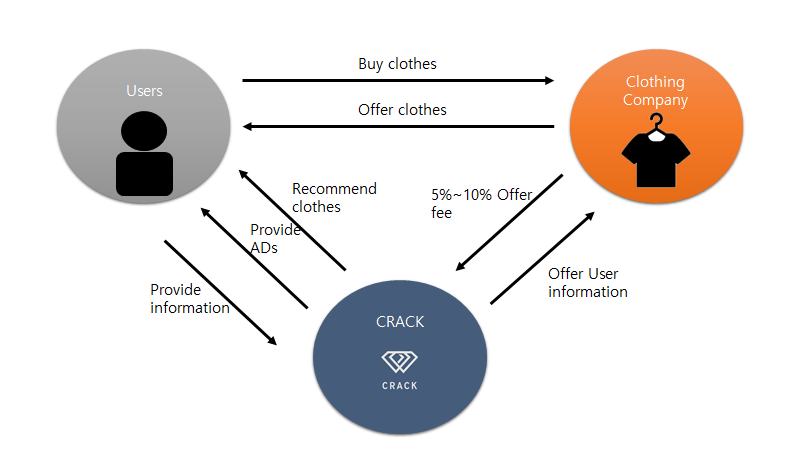 Buy clothes
Users
Clothing
Company
Offer clothes
Recommend
clothes
5%~10% Offer
fee
Provide
ADs
Offer User
information
Provide
information
CRACK
CRACK